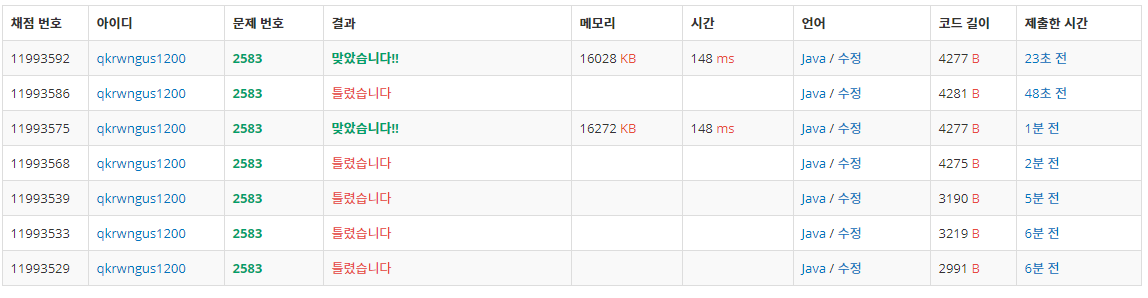 채점 번호 아이디 문제 번호 결과 메모리 시간 언어 코드 길이 제출한 시간
11993592 qkrwngus1200 2583 맞았습니다!! 16028 KB 148 ms Java / 수정 4277 B 23초 전
11993586 qkrwngus1200 2583 틀렸습니다 Java / 수정 4281 B 48초 전
11993575 qkrwngus1200 2583 맞았습니다!! 16272 KB 148 ms Java / 수정 4277 B 1분 전
11993568 qkrwngus1200 2583 틀렸습니다 Java / 수정 4275 B 2분 전
11993539 qkrwngus1200 2583 틀렸습니다 Java / 수정 3190 B 5분 전
11993533 qkrwngus1200 2583 틀렸습니다 Java / 수정 3219 B 6분 전
11993529 qkrwngus1200 2583 틀렸습니다 Java / 수정 2991 B 6분 전